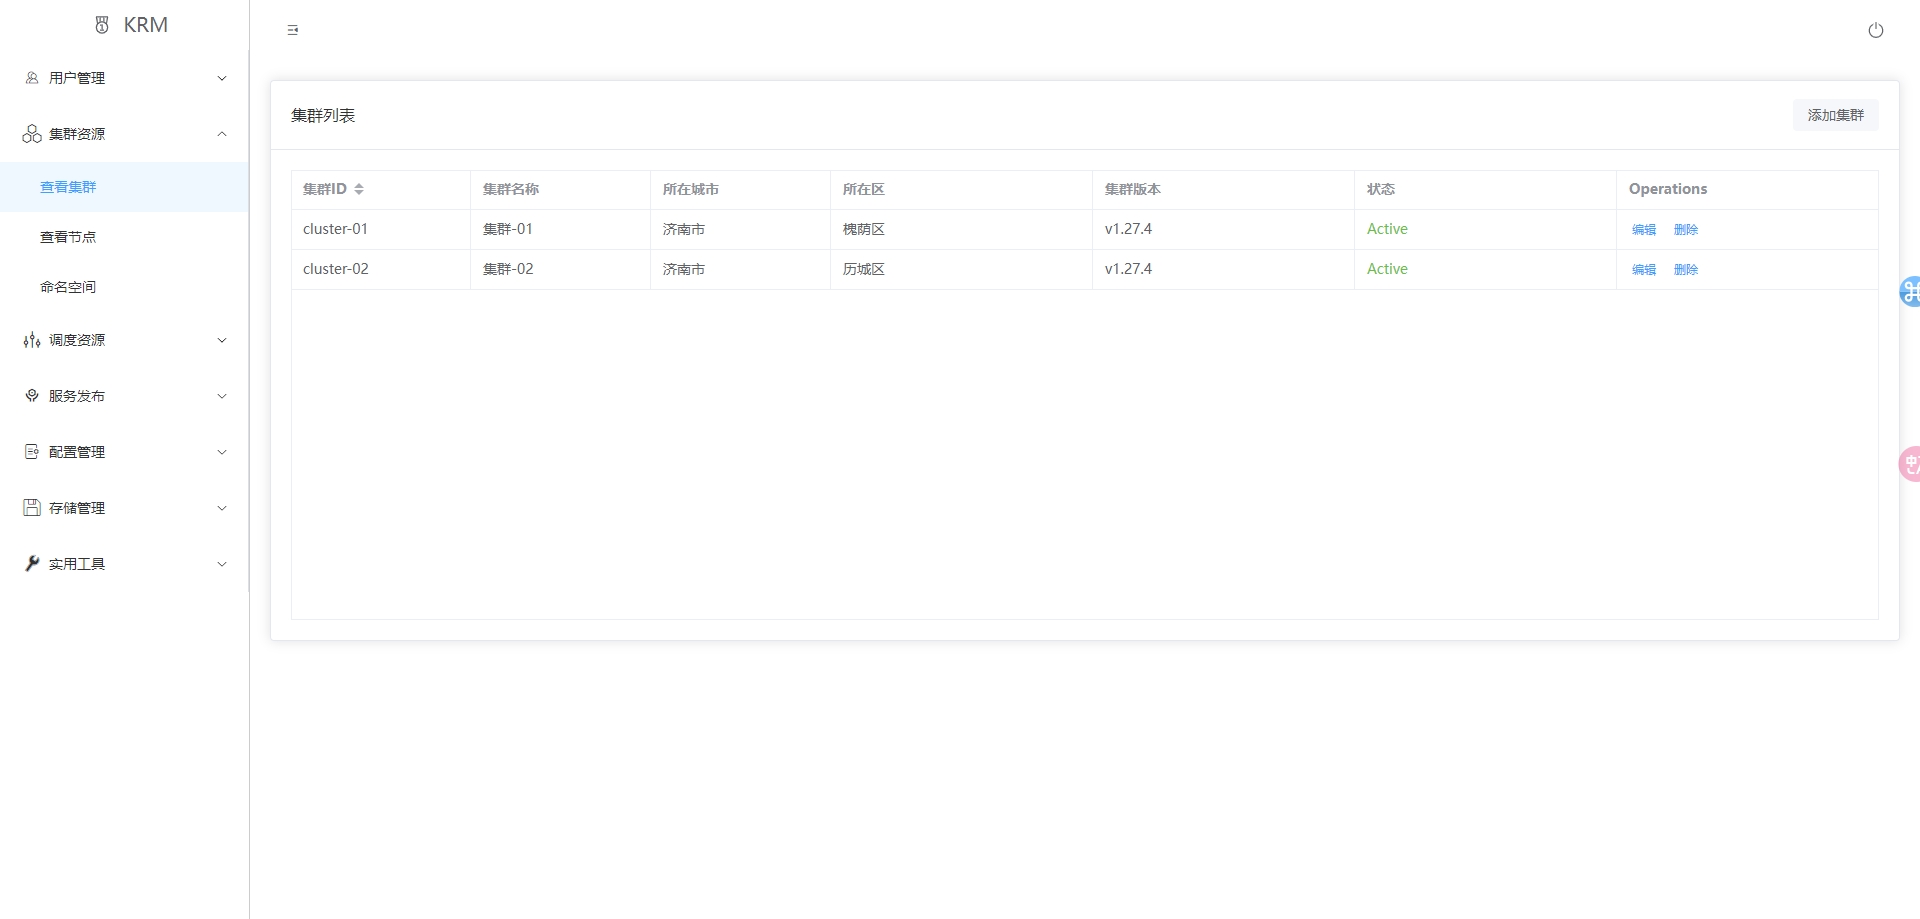 KRM
用户管理
集群资源
查看集群
查看节点
命名空间
调度资源
服务发布
配置管理
存储管理
实用工具
集群列表 添加集群
集群ID 集群名称 所在城市 所在区 集群版本 状态 Operations
cluster-01 集群-01 济南市 槐荫区 v1.27.4 Active 编辑 删除
cluster-02 集群-02 济南市 历城区 v1.27.4 Active 编辑 删除